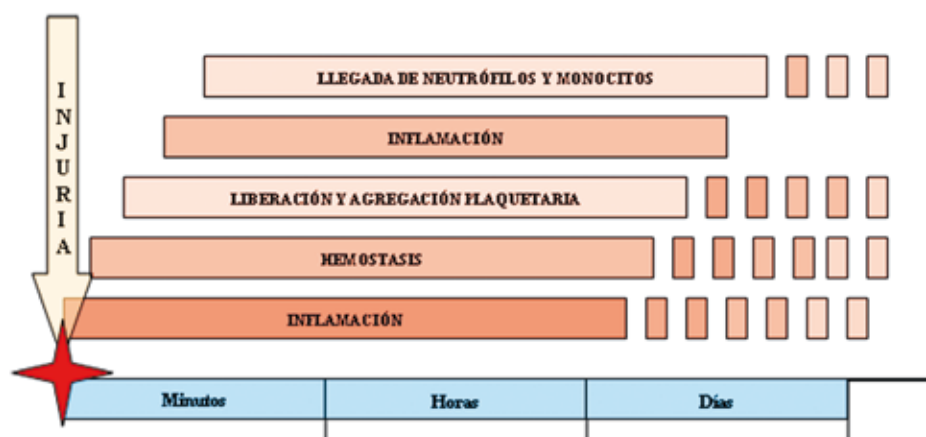 INJURIA
LLEGADA DE NEUTRÓFILOS Y MONOCITOS
INFLAMACIÓN
LIBERACIÓN Y AGREGACIÓN PLAQUETARIA
HEMOSTASIS
INFLAMACIÓN
Minutos Horas Días